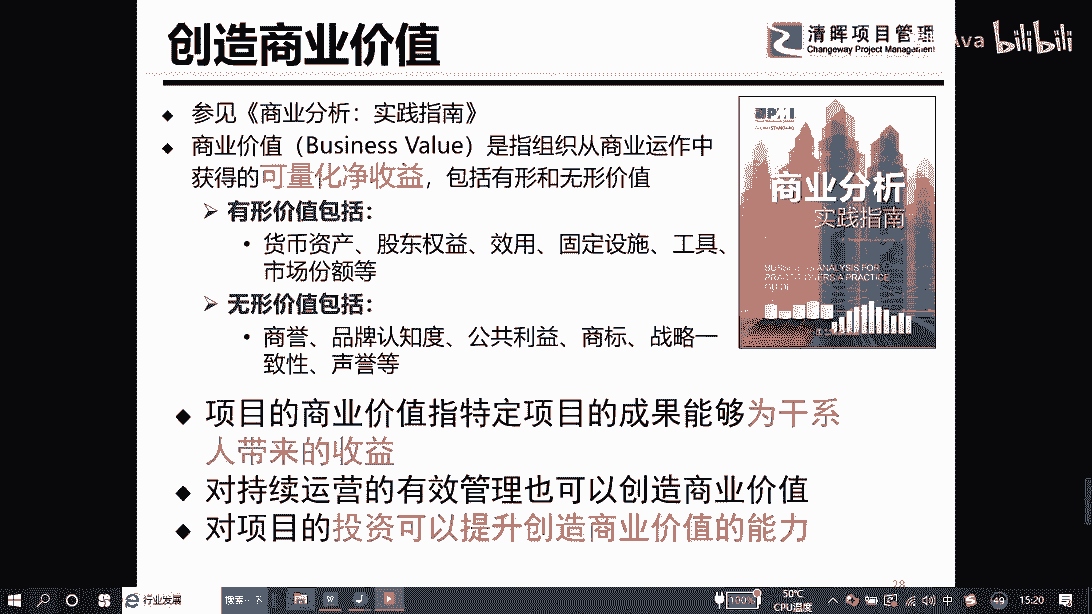 创造商业价值
清晖项目管理
Changeway Project Management
Ava bilibili
◆ 参见《商业分析：实践指南》
◆ 商业价值（Business Value）是指组织从商业运作中
获得的可量化净收益，包括有形和无形价值
➢ 有形价值包括：
• 货币资产、股东权益、效用、固定设施、工具、
市场份额等
➢ 无形价值包括：
• 商誉、品牌认知度、公共利益、商标、战略一
致性、声誉等
PMI
商业分析
实践指南
BUSINESS ANALYSIS FOR
PRACTITIONERS: A PRACTICE
GUIDE
◆ 项目的商业价值指特定项目的成果能够为干系
人带来的收益
◆ 对持续运营的有效管理也可以创造商业价值
◆ 对项目的投资可以提升创造商业价值的能力
28
行业发展
搜索
下
100%
50℃
CPU温度
中
49
15:20